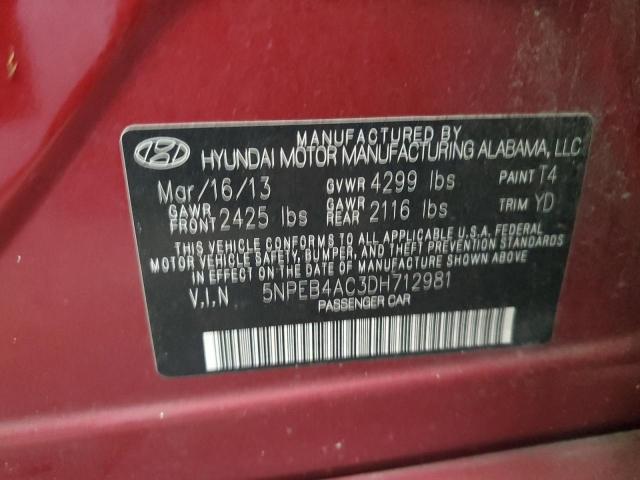 MANUFACTURED BY
HYUNDAI MOTOR MANUFACTURING ALABAMA, LLC
Mar/16/13 GVWR 4299 lbs PAINT T4
GAWR FRONT 2425 lbs GAWR REAR 2116 lbs TRIM YD
THIS VEHICLE CONFORMS TO ALL APPLICABLE U.S.A. FEDERAL
MOTOR VEHICLE SAFETY, BUMPER, AND THEFT PREVENTION STANDARDS
IN EFFECT ON THE DATE OF MANUFACTURE SHOWN ABOVE
V.I.N 5NPEB4AC3DH712981
PASSENGER CAR